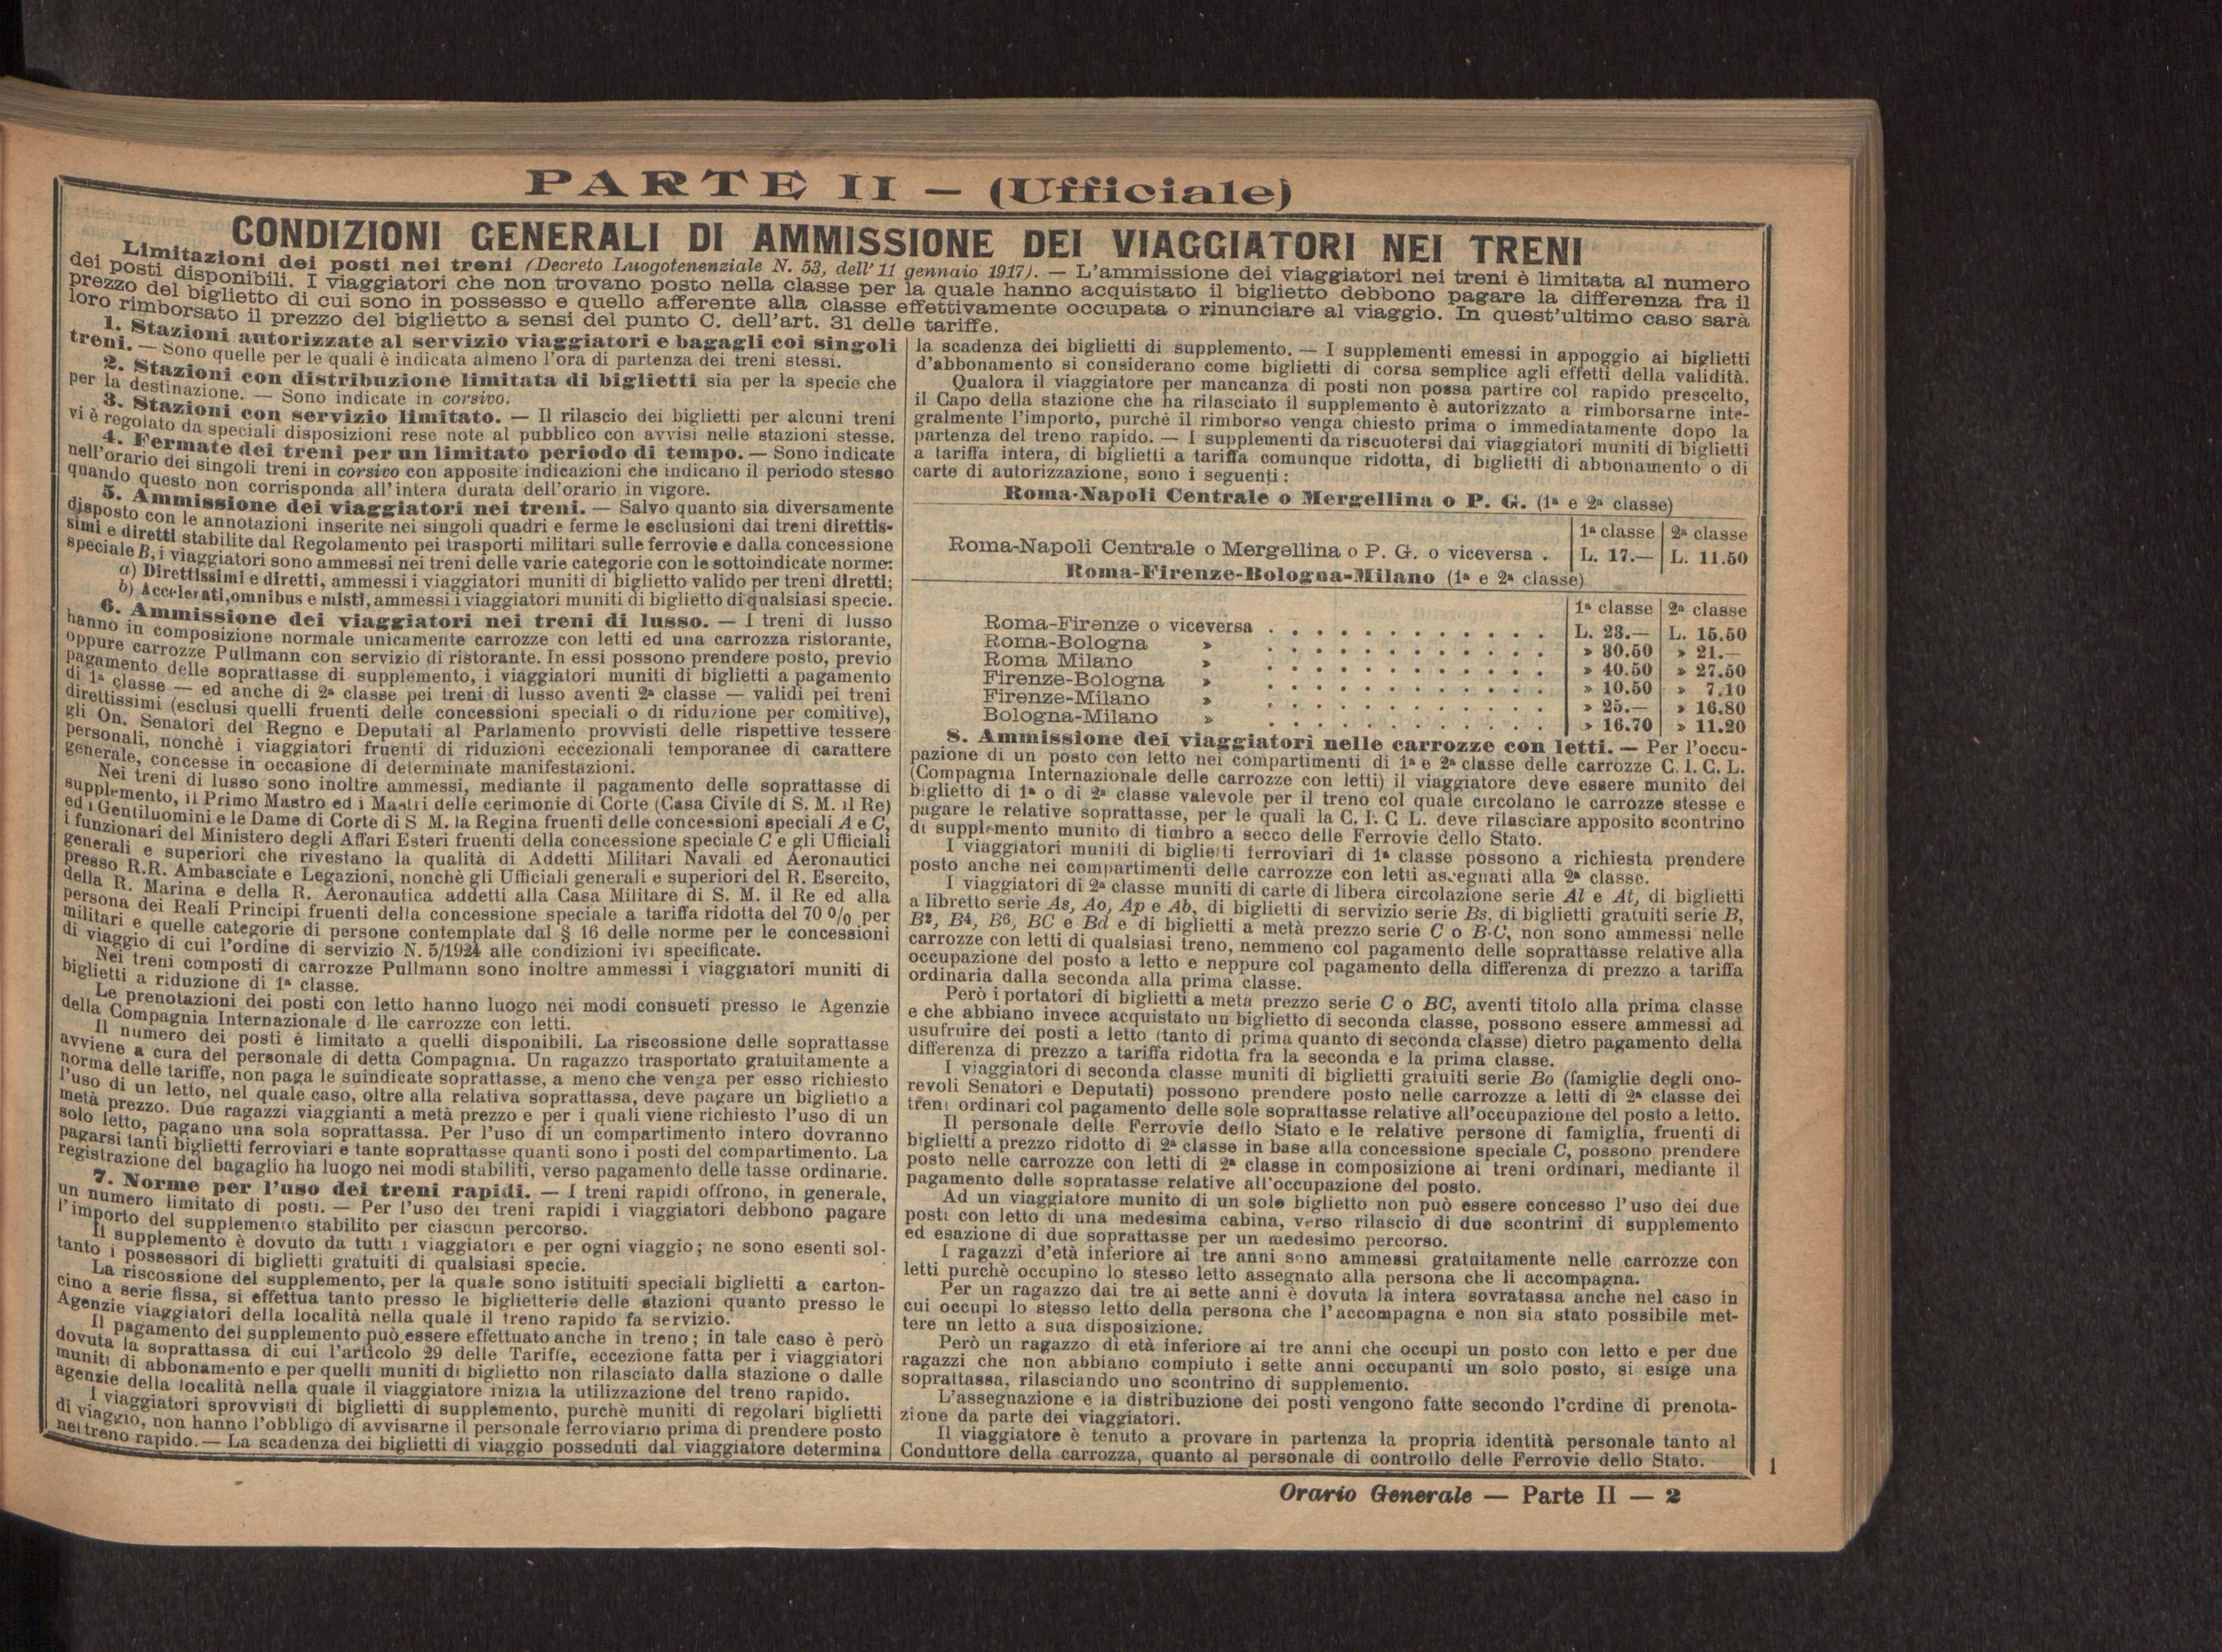 PARTE II — (Ufficiale)
CONDIZIONI GENERALI DI AMMISSIONE DEI VIAGGIATORI NEI TRENI
Limitazioni dei posti nei treni (Decreto Luogotenenziale N. 53, dell'11 gennaio 1917). — L'ammissione dei viaggiatori nei treni è limitata al numero
dei posti disponibili. I viaggiatori che non trovano posto nella classe per la quale hanno acquistato il biglietto debbono pagare la differenza fra il
prezzo del biglietto di cui sono in possesso e quello afferente alla classe effettivamente occupata o rinunciare al viaggio. In quest'ultimo caso sarà
loro rimborsato il prezzo del biglietto a sensi del punto C. dell'art. 31 delle tariffe.
1. Stazioni autorizzate al servizio viaggiatori e bagagli coi singoli
treni. — Sono quelle per le quali è indicata almeno l'ora di partenza dei treni stessi.
2. Stazioni con distribuzione limitata di biglietti sia per la specie che
per la destinazione. — Sono indicate in corsivo.
3. Stazioni con servizio limitato. — Il rilascio dei biglietti per alcuni treni
vi è regolato da speciali disposizioni rese note al pubblico con avvisi nelle stazioni stesse.
4. Fermate dei treni per un limitato periodo di tempo. — Sono indicate
nell'orario dei singoli treni in corsivo con apposite indicazioni che indicano il periodo stesso
quando questo non corrisponda all'intera durata dell'orario in vigore.
5. Ammissione dei viaggiatori nei treni. — Salvo quanto sia diversamente
disposto con le annotazioni inserite nei singoli quadri e ferme le esclusioni dai treni direttis-
simi e diretti stabilite dal Regolamento pei trasporti militari sulle ferrovie e dalla concessione
speciale B, i viaggiatori sono ammessi nei treni delle varie categorie con le sottoindicate norme:
a) Direttissimi e diretti, ammessi i viaggiatori muniti di biglietto valido per treni diretti;
b) Accelerati, omnibus e misti, ammessi i viaggiatori muniti di biglietto di qualsiasi specie.
6. Ammissione dei viaggiatori nei treni di lusso. — I treni di lusso
hanno in composizione normale unicamente carrozze con letti ed una carrozza ristorante,
oppure carrozze Pullmann con servizio di ristorante. In essi possono prendere posto, previo
pagamento delle soprattasse di supplemento, i viaggiatori muniti di biglietti a pagamento
di 1ª classe — ed anche di 2ª classe pei treni di lusso aventi 2ª classe — validi pei treni
direttissimi (esclusi quelli fruenti delle concessioni speciali o di riduzione per comitive),
gli On. Senatori del Regno e Deputati al Parlamento provvisti delle rispettive tessere
personali, nonchè i viaggiatori fruenti di riduzioni eccezionali temporanee di carattere
generale, concesse in occasione di determinate manifestazioni.
Nei treni di lusso sono inoltre ammessi, mediante il pagamento delle soprattasse di
supplemento, il Primo Mastro ed i Mastri delle cerimonie di Corte (Casa Civile di S. M. il Re)
ed i Gentiluomini e le Dame di Corte di S M. la Regina fruenti delle concessioni speciali A e C,
i funzionari del Ministero degli Affari Esteri fruenti della concessione speciale C e gli Ufficiali
generali e superiori che rivestano la qualità di Addetti Militari Navali ed Aeronautici
presso R.R. Ambasciate e Legazioni, nonchè gli Ufficiali generali e superiori del R. Esercito,
della R. Marina e della R. Aeronautica addetti alla Casa Militare di S. M. il Re ed alla
persona dei Reali Principi fruenti della concessione speciale a tariffa ridotta del 70 % per
militari e quelle categorie di persone contemplate dal § 16 delle norme per le concessioni
di viaggio di cui l'ordine di servizio N. 5/1924 alle condizioni ivi specificate.
Nei treni composti di carrozze Pullmann sono inoltre ammessi i viaggiatori muniti di
biglietti a riduzione di 1ª classe.
Le prenotazioni dei posti con letto hanno luogo nei modi consueti presso le Agenzie
della Compagnia Internazionale d lle carrozze con letti.
Il numero dei posti è limitato a quelli disponibili. La riscossione delle soprattasse
avviene a cura del personale di detta Compagnia. Un ragazzo trasportato gratuitamente a
norma delle tariffe, non paga le suindicate soprattasse, a meno che venga per esso richiesto
l'uso di un letto, nel quale caso, oltre alla relativa soprattassa, deve pagare un biglietto a
metà prezzo. Due ragazzi viaggianti a metà prezzo e per i quali viene richiesto l'uso di un
solo letto, pagano una sola soprattassa. Per l'uso di un compartimento intero dovranno
pagarsi tanti biglietti ferroviari e tante soprattasse quanti sono i posti del compartimento. La
registrazione del bagaglio ha luogo nei modi stabiliti, verso pagamento delle tasse ordinarie.
7. Norme per l'uso dei treni rapidi. — I treni rapidi offrono, in generale,
un numero limitato di posti. — Per l'uso dei treni rapidi i viaggiatori debbono pagare
l'importo del supplemento stabilito per ciascun percorso.
Il supplemento è dovuto da tutti i viaggiatori e per ogni viaggio; ne sono esenti sol-
tanto i possessori di biglietti gratuiti di qualsiasi specie.
La riscossione del supplemento, per la quale sono istituiti speciali biglietti a carton-
cino a serie fissa, si effettua tanto presso le biglietterie delle stazioni quanto presso le
Agenzie viaggiatori della località nella quale il treno rapido fa servizio.
Il pagamento del supplemento può essere effettuato anche in treno; in tale caso è però
dovuta la soprattassa di cui l'articolo 29 delle Tariffe, eccezione fatta per i viaggiatori
muniti di abbonamento e per quelli muniti di biglietto non rilasciato dalla stazione o dalle
agenzie della località nella quale il viaggiatore inizia la utilizzazione del treno rapido.
I viaggiatori sprovvisti di biglietti di supplemento, purchè muniti di regolari biglietti
di viaggio, non hanno l'obbligo di avvisarne il personale ferroviario prima di prendere posto
nel treno rapido. — La scadenza dei biglietti di viaggio posseduti dal viaggiatore determina
la scadenza dei biglietti di supplemento. — I supplementi emessi in appoggio ai biglietti
d'abbonamento si considerano come biglietti di corsa semplice agli effetti della validità.
Qualora il viaggiatore per mancanza di posti non possa partire col rapido prescelto,
il Capo della stazione che ha rilasciato il supplemento è autorizzato a rimborsarne inte-
gralmente l'importo, purchè il rimborso venga chiesto prima o immediatamente dopo la
partenza del treno rapido. — I supplementi da riscuotersi dai viaggiatori muniti di biglietti
a tariffa intera, di biglietti a tariffa comunque ridotta, di biglietti di abbonamento o di
carte di autorizzazione, sono i seguenti:
Roma-Napoli Centrale o Mergellina o P. G. (1ª e 2ª classe)
1ª classe 2ª classe
Roma-Napoli Centrale o Mergellina o P. G. o viceversa . L. 17.— L. 11.50
Roma-Firenze-Bologna-Milano (1ª e 2ª classe)
1ª classe 2ª classe
Roma-Firenze o viceversa . . . . . . . . . . . . L. 23.— L. 15.50
Roma-Bologna » . . . . . . . . . . . . » 30.50 » 21.—
Roma Milano » . . . . . . . . . . . . » 40.50 » 27.50
Firenze-Bologna » . . . . . . . . . . . . » 10.50 » 7.10
Firenze-Milano » . . . . . . . . . . . . » 25.— » 16.80
Bologna-Milano » . . . . . . . . . . . . » 16.70 » 11.20
8. Ammissione dei viaggiatori nelle carrozze con letti. — Per l'occu-
pazione di un posto con letto nei compartimenti di 1ª e 2ª classe delle carrozze C. I. C. L.
(Compagnia Internazionale delle carrozze con letti) il viaggiatore deve essere munito del
biglietto di 1ª o di 2ª classe valevole per il treno col quale circolano le carrozze stesse e
pagare le relative soprattasse, per le quali la C. I. C L. deve rilasciare apposito scontrino
di supplemento munito di timbro a secco delle Ferrovie dello Stato.
I viaggiatori muniti di biglietti ferroviari di 1ª classe possono a richiesta prendere
posto anche nei compartimenti delle carrozze con letti assegnati alla 2ª classe.
I viaggiatori di 2ª classe muniti di carte di libera circolazione serie Al e At, di biglietti
a libretto serie As, Ao, Ap e Ab, di biglietti di servizio serie Bs, di biglietti gratuiti serie B,
B², B⁴, B⁶, BC e Bd e di biglietti a metà prezzo serie C o B-C, non sono ammessi nelle
carrozze con letti di qualsiasi treno, nemmeno col pagamento delle soprattasse relative alla
occupazione del posto a letto e neppure col pagamento della differenza di prezzo a tariffa
ordinaria dalla seconda alla prima classe.
Però i portatori di biglietti a metà prezzo serie C o BC, aventi titolo alla prima classe
e che abbiano invece acquistato un biglietto di seconda classe, possono essere ammessi ad
usufruire dei posti a letto (tanto di prima quanto di seconda classe) dietro pagamento della
differenza di prezzo a tariffa ridotta fra la seconda e la prima classe.
I viaggiatori di seconda classe muniti di biglietti gratuiti serie Bo (famiglie degli ono-
revoli Senatori e Deputati) possono prendere posto nelle carrozze a letti di 2ª classe dei
treni ordinari col pagamento delle sole soprattasse relative all'occupazione del posto a letto.
Il personale delle Ferrovie dello Stato e le relative persone di famiglia, fruenti di
biglietti a prezzo ridotto di 2ª classe in base alla concessione speciale C, possono prendere
posto nelle carrozze con letti di 2ª classe in composizione ai treni ordinari, mediante il
pagamento delle sopratasse relative all'occupazione del posto.
Ad un viaggiatore munito di un solo biglietto non può essere concesso l'uso dei due
posti con letto di una medesima cabina, verso rilascio di due scontrini di supplemento
ed esazione di due soprattasse per un medesimo percorso.
I ragazzi d'età inferiore ai tre anni sono ammessi gratuitamente nelle carrozze con
letti purchè occupino lo stesso letto assegnato alla persona che li accompagna.
Per un ragazzo dai tre ai sette anni è dovuta la intera sovratassa anche nel caso in
cui occupi lo stesso letto della persona che l'accompagna e non sia stato possibile met-
tere un letto a sua disposizione.
Però un ragazzo di età inferiore ai tre anni che occupi un posto con letto e per due
ragazzi che non abbiano compiuto i sette anni occupanti un solo posto, si esige una
soprattassa, rilasciando uno scontrino di supplemento.
L'assegnazione e la distribuzione dei posti vengono fatte secondo l'ordine di prenota-
zione da parte dei viaggiatori.
Il viaggiatore è tenuto a provare in partenza la propria identità personale tanto al
Conduttore della carrozza, quanto al personale di controllo delle Ferrovie dello Stato.
1
Orario Generale — Parte II — 2